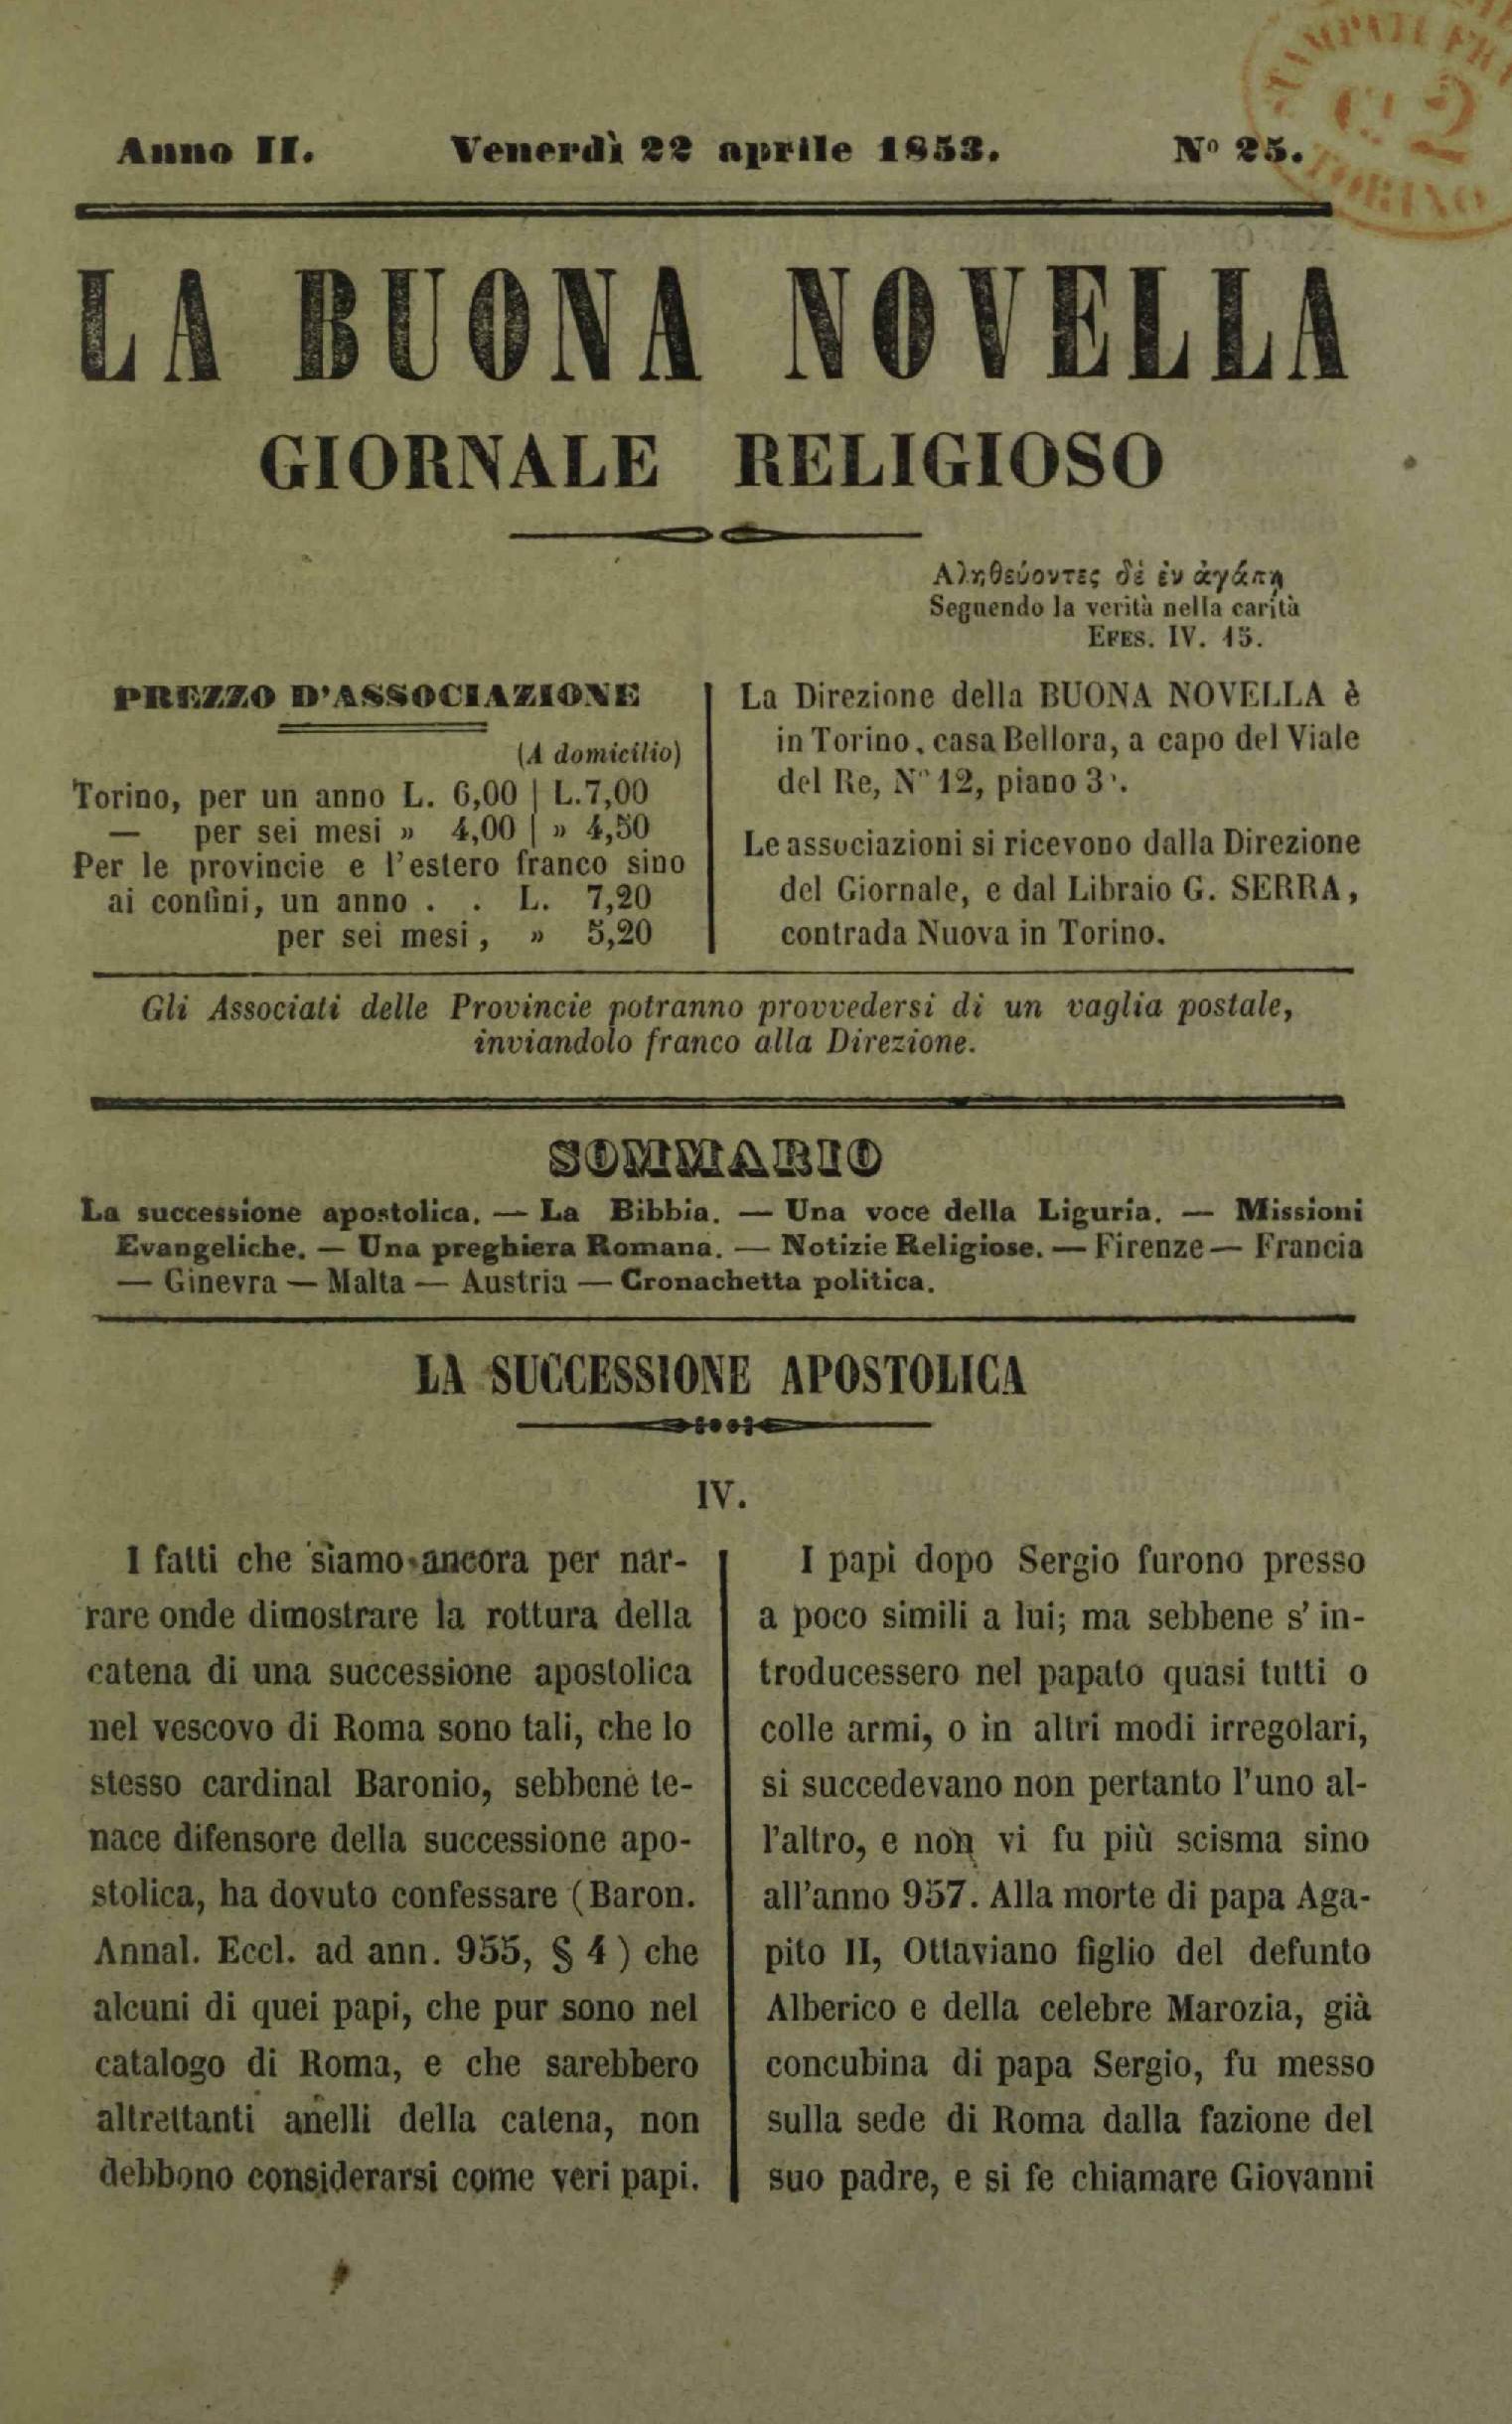 STAMPATI FR
C. 2
TORINO
Anno II. Venerdì 22 aprile 1853. Nº 25.
LA BUONA NOVELLA
GIORNALE RELIGIOSO
Αληθεύοντες δὲ ἐν ἀγάπῃ
Seguendo la verità nella carità
EFES. IV. 15.
PREZZO D'ASSOCIAZIONE
(A domicilio)
Torino, per un anno L. 6,00 | L.7,00
— per sei mesi » 4,00 | » 4,50
Per le provincie e l'estero franco sino
ai confini, un anno . . L. 7,20
per sei mesi, » 5,20
La Direzione della BUONA NOVELLA è
in Torino, casa Bellora, a capo del Viale
del Re, Nº 12, piano 3º.
Le associazioni si ricevono dalla Direzione
del Giornale, e dal Libraio G. SERRA,
contrada Nuova in Torino.
Gli Associati delle Provincie potranno provvedersi di un vaglia postale,
inviandolo franco alla Direzione.
SOMMARIO
La successione apostolica. — La Bibbia. — Una voce della Liguria. — Missioni
Evangeliche. — Una preghiera Romana. — Notizie Religiose. — Firenze — Francia
— Ginevra — Malta — Austria — Cronachetta politica.
LA SUCCESSIONE APOSTOLICA
IV.
I fatti che siamo ancora per nar-
rare onde dimostrare la rottura della
catena di una successione apostolica
nel vescovo di Roma sono tali, che lo
stesso cardinal Baronio, sebbene te-
nace difensore della successione apo-
stolica, ha dovuto confessare (Baron.
Annal. Eccl. ad ann. 955, § 4) che
alcuni di quei papi, che pur sono nel
catalogo di Roma, e che sarebbero
altrettanti anelli della catena, non
debbono considerarsi come veri papi.
I papi dopo Sergio furono presso
a poco simili a lui; ma sebbene s' in-
troducessero nel papato quasi tutti o
colle armi, o in altri modi irregolari,
si succedevano non pertanto l'uno al-
l'altro, e non vi fu più scisma sino
all'anno 957. Alla morte di papa Aga-
pito II, Ottaviano figlio del defunto
Alberico e della celebre Marozia, già
concubina di papa Sergio, fu messo
sulla sede di Roma dalla fazione del
suo padre, e si fe chiamare Giovanni